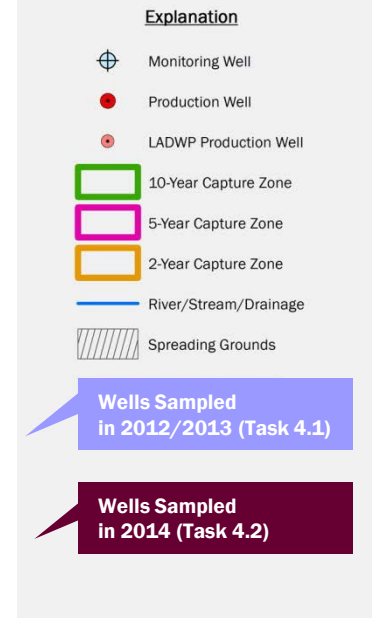 Explanation
Monitoring Well
Production Well
LADWP Production Well
10-Year Capture Zone
5-Year Capture Zone
2-Year Capture Zone
River/Stream/Drainage
Spreading Grounds
Wells Sampled
in 2012/2013 (Task 4.1)
Wells Sampled
in 2014 (Task 4.2)